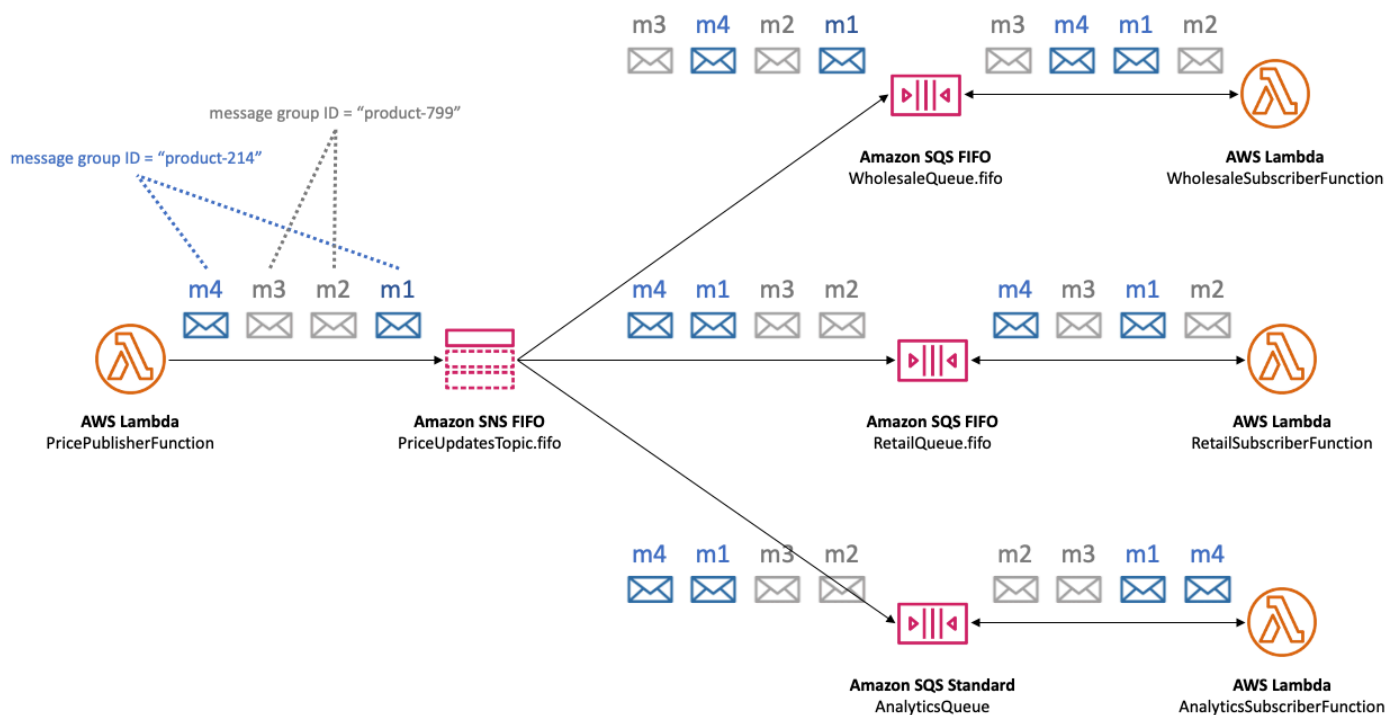 m3 m4 m2 m1
m3 m4 m1 m2
message group ID = “product-799”
message group ID = “product-214”
Amazon SQS FIFO
WholesaleQueue.fifo
AWS Lambda
WholesaleSubscriberFunction
m4 m3 m2 m1
m4 m1 m3 m2
m4 m3 m1 m2
AWS Lambda
PricePublisherFunction
Amazon SNS FIFO
PriceUpdatesTopic.fifo
Amazon SQS FIFO
RetailQueue.fifo
AWS Lambda
RetailSubscriberFunction
m4 m1 m3 m2
m2 m3 m1 m4
Amazon SQS Standard
AnalyticsQueue
AWS Lambda
AnalyticsSubscriberFunction